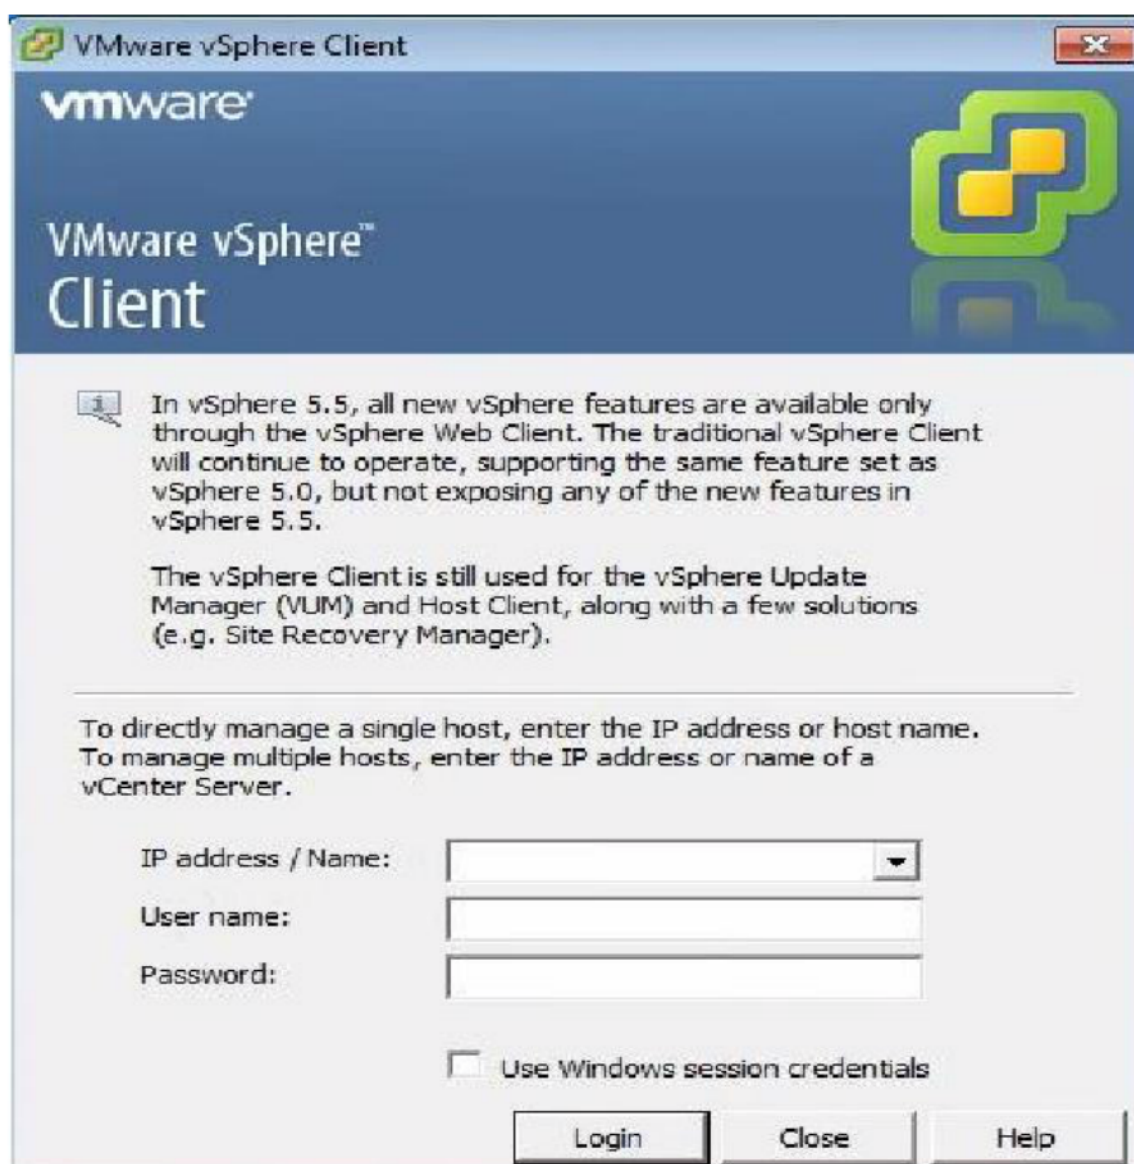 VMware vSphere Client
vmware
VMware vSphere™
Client
In vSphere 5.5, all new vSphere features are available only
through the vSphere Web Client. The traditional vSphere Client
will continue to operate, supporting the same feature set as
vSphere 5.0, but not exposing any of the new features in
vSphere 5.5.
The vSphere Client is still used for the vSphere Update
Manager (VUM) and Host Client, along with a few solutions
(e.g. Site Recovery Manager).
To directly manage a single host, enter the IP address or host name.
To manage multiple hosts, enter the IP address or name of a
vCenter Server.
IP address / Name:
User name:
Password:
Use Windows session credentials
Login Close Help